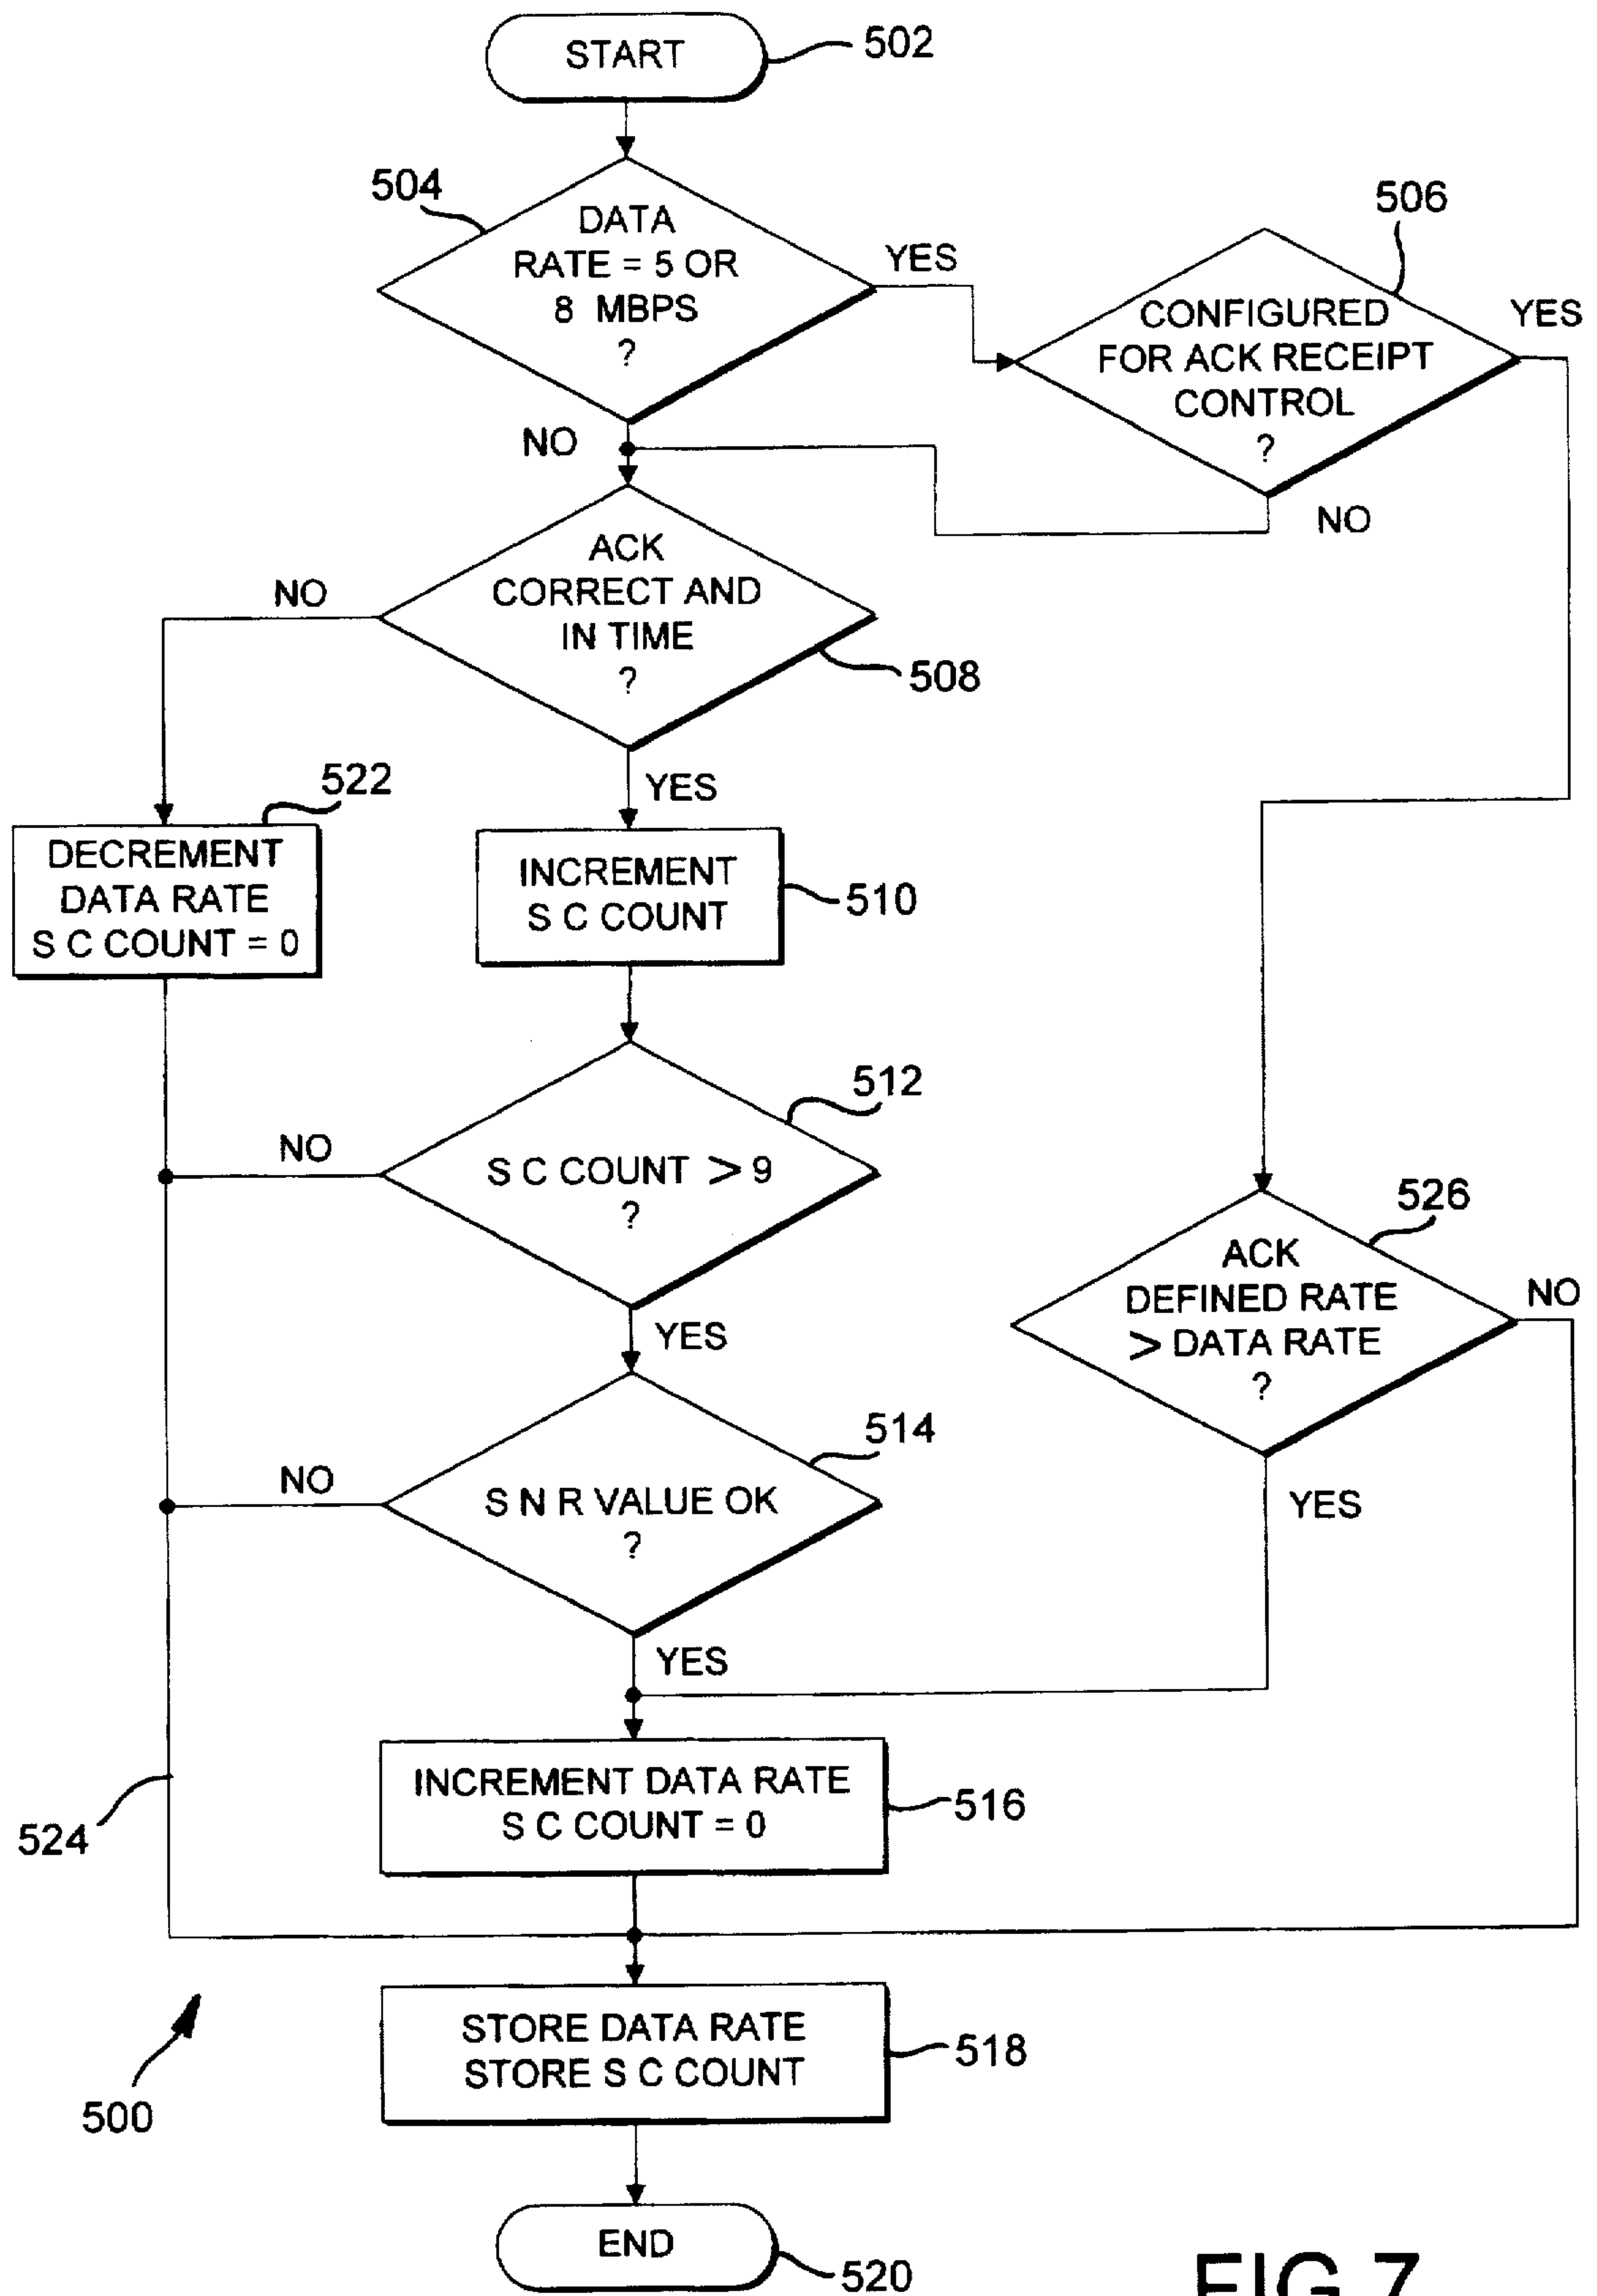 START
502
504
DATA
RATE = 5 OR
8 MBPS
?
YES
506
CONFIGURED
FOR ACK RECEIPT
CONTROL
?
YES
NO
NO
ACK
CORRECT AND
IN TIME
?
NO
508
YES
522
DECREMENT
DATA RATE
S C COUNT = 0
INCREMENT
S C COUNT
510
512
S C COUNT > 9
?
NO
YES
526
ACK
DEFINED RATE
> DATA RATE
?
NO
YES
514
S N R VALUE OK
?
NO
YES
INCREMENT DATA RATE
S C COUNT = 0
516
524
STORE DATA RATE
STORE S C COUNT
518
500
END
520
FIG 7